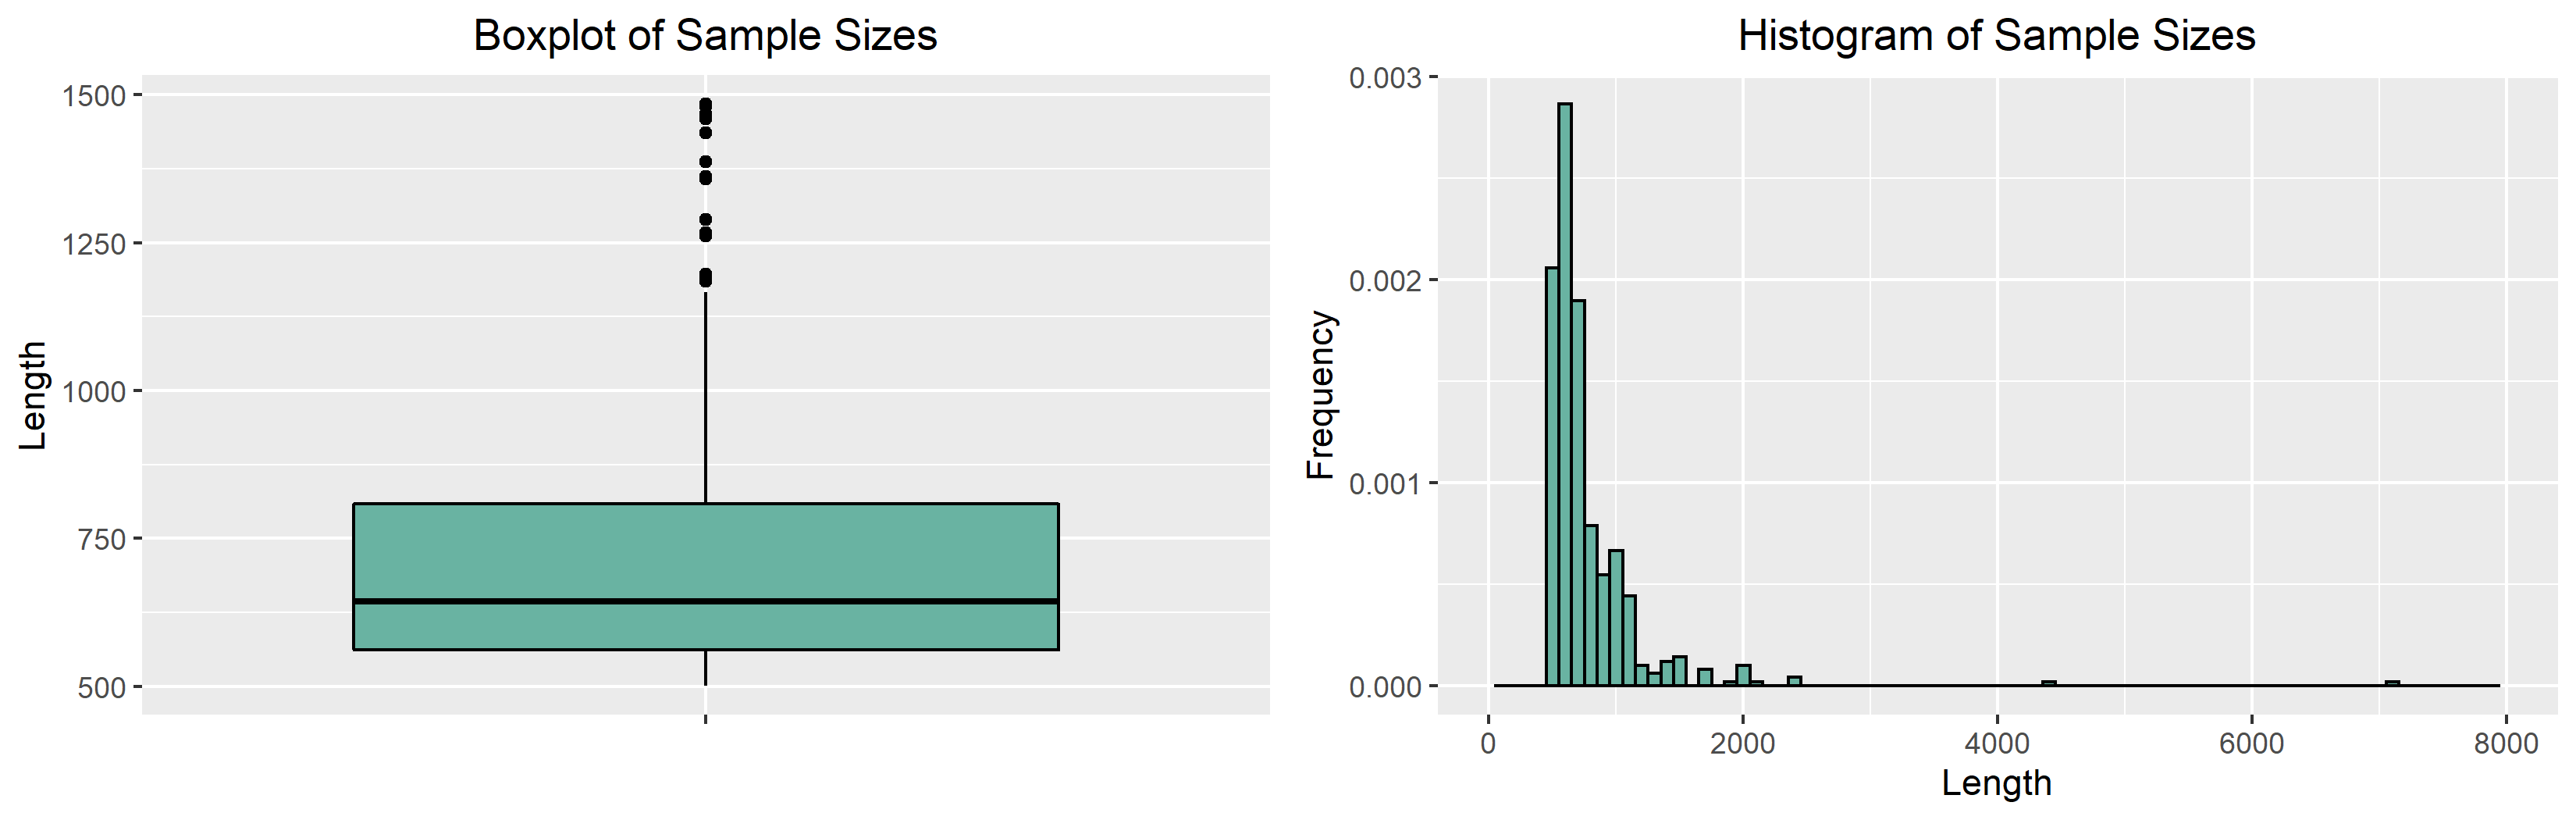 Boxplot of Sample Sizes
1500
1250
1000
750
500
Length
Histogram of Sample Sizes
0.003
0.002
0.001
0.000
Frequency
0 2000 4000 6000 8000
Length